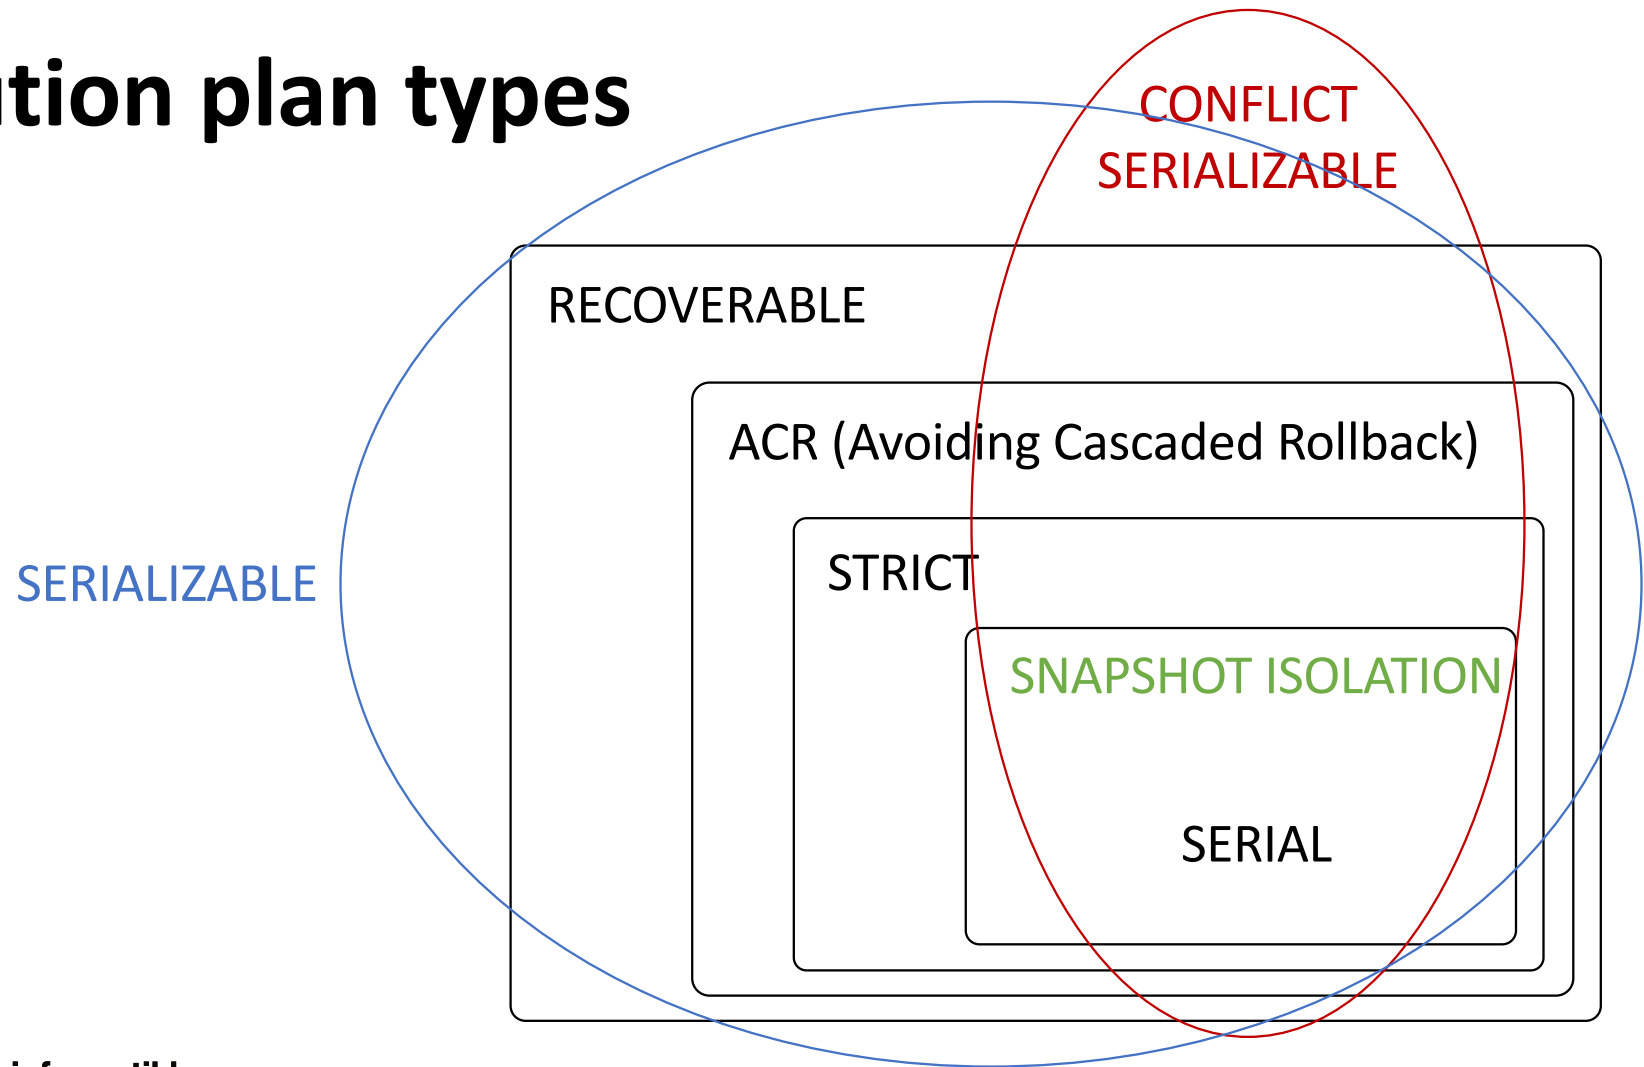 ution plan types
CONFLICT
SERIALIZABLE
RECOVERABLE
ACR (Avoiding Cascaded Rollback)
STRICT
SERIALIZABLE
SNAPSHOT ISOLATION
SERIAL